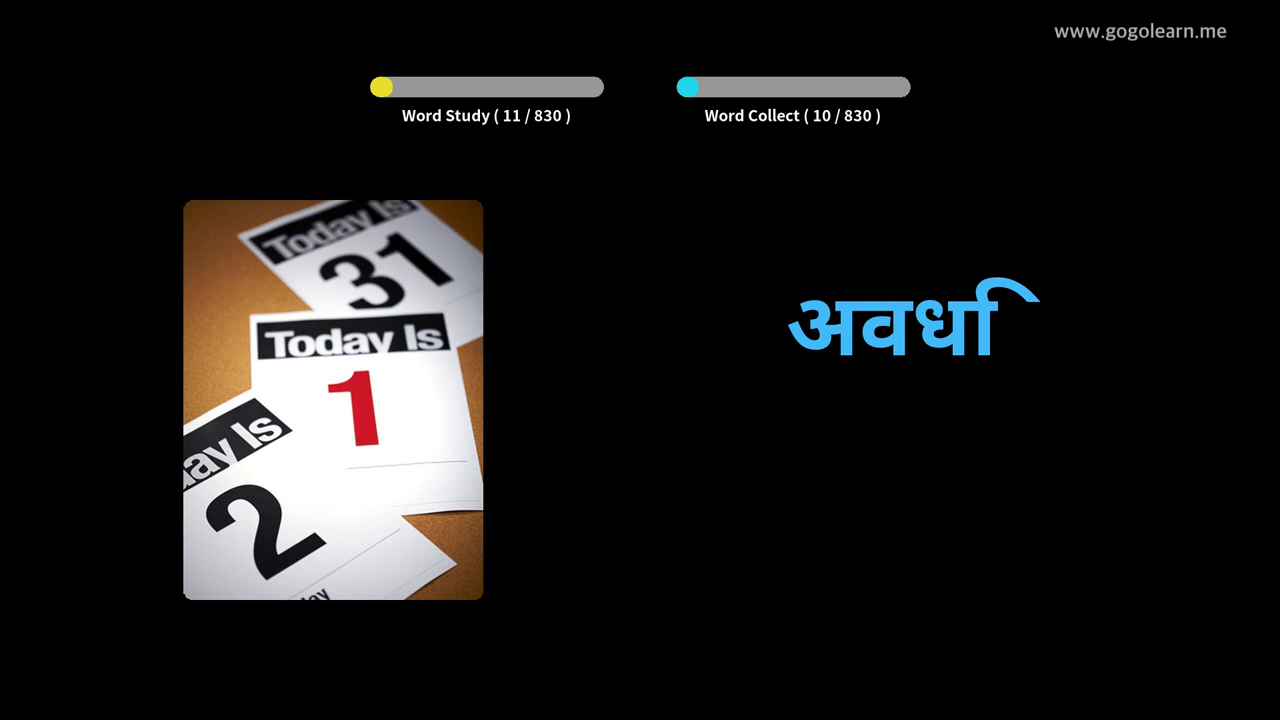 www.gogolearn.me
Word Study ( 11 / 830 )
Word Collect ( 10 / 830 )
Today Is
31
Today Is
1
ay Is
2
अवधि